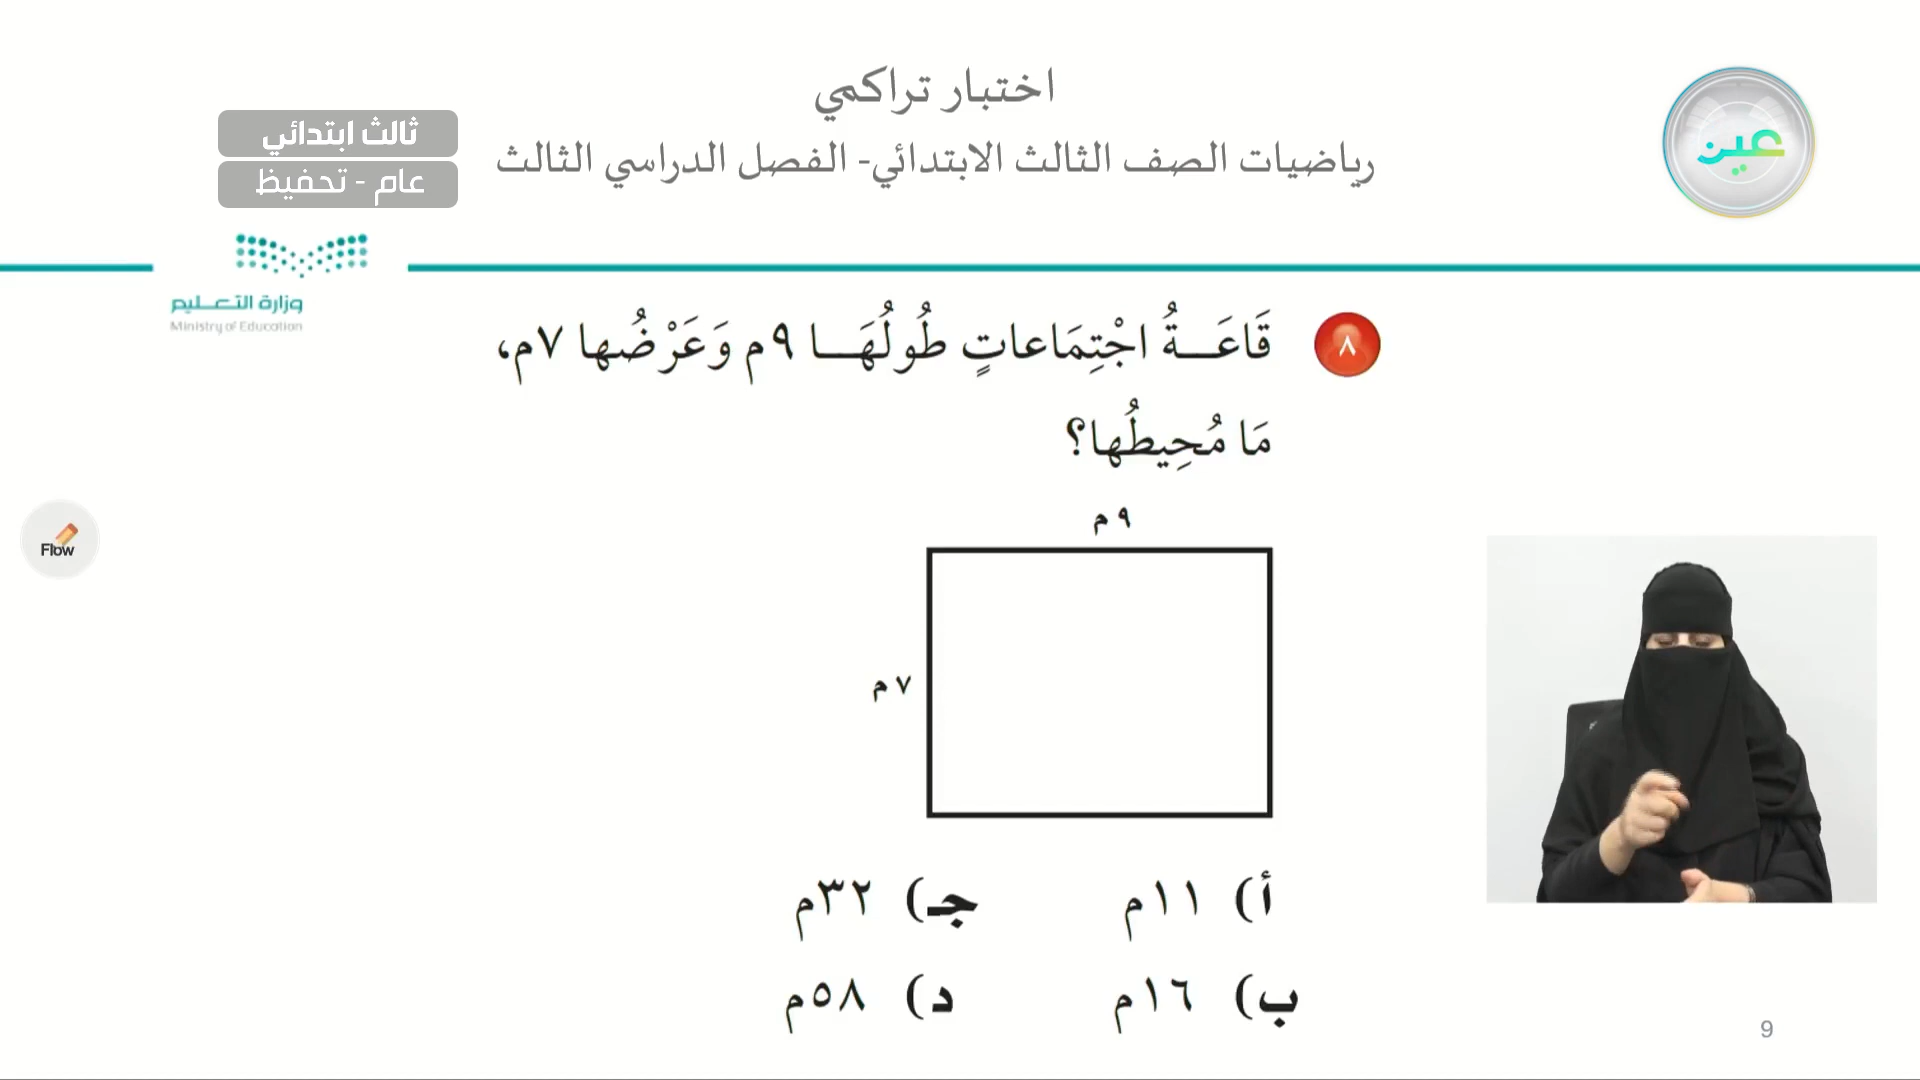 اختبار تراكمي
رياضيات الصف الثالث الابتدائي- الفصل الدراسي الثالث
ثالث ابتدائي
عام - تحفيظ
عين
وزارة التعليم
Ministry of Education
٨ قَاعَةُ اجْتِمَاعاتٍ طُولُهَا ٩م وَعَرْضُها ٧م،
مَا مُحِيطُها؟
٩ م
٧ م
Flow
أ) ١١م
جـ) ٣٢م
ب) ١٦م
د) ٥٨م
9